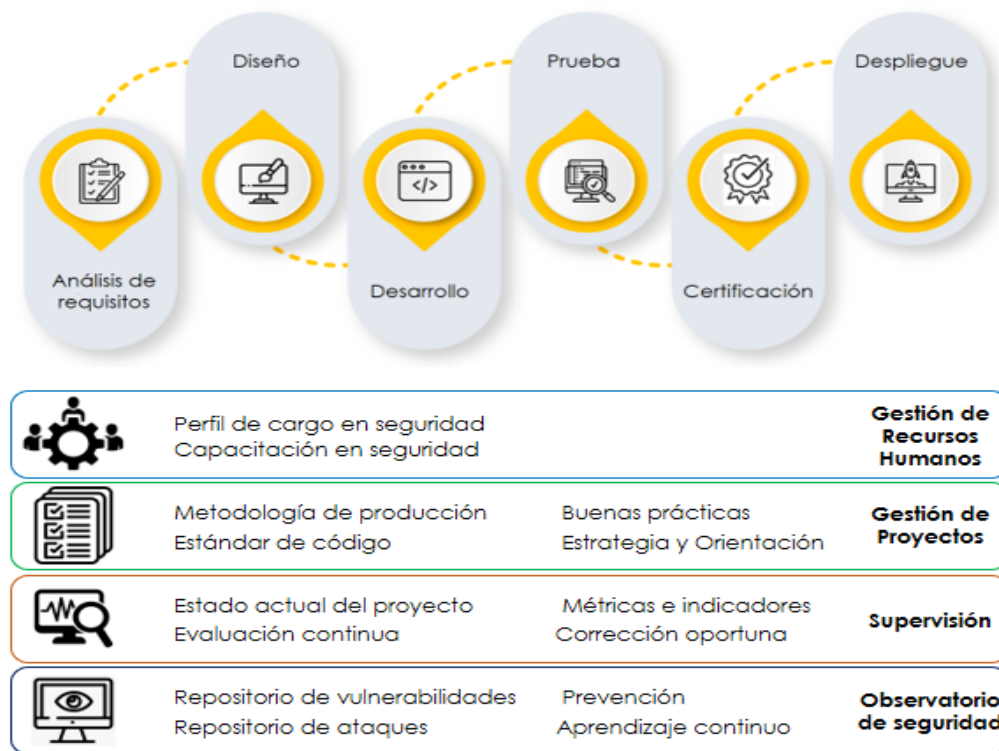 Diseño
Prueba
Despliegue
Análisis de
requisitos
Desarrollo
Certificación
Perfil de cargo en seguridad
Capacitación en seguridad
Gestión de
Recursos
Humanos
Metodología de producción
Buenas prácticas
Estándar de código
Estrategia y Orientación
Gestión de
Proyectos
Estado actual del proyecto
Métricas e indicadores
Evaluación continua
Corrección oportuna
Supervisión
Repositorio de vulnerabilidades
Prevención
Repositorio de ataques
Aprendizaje continuo
Observatorio
de seguridad